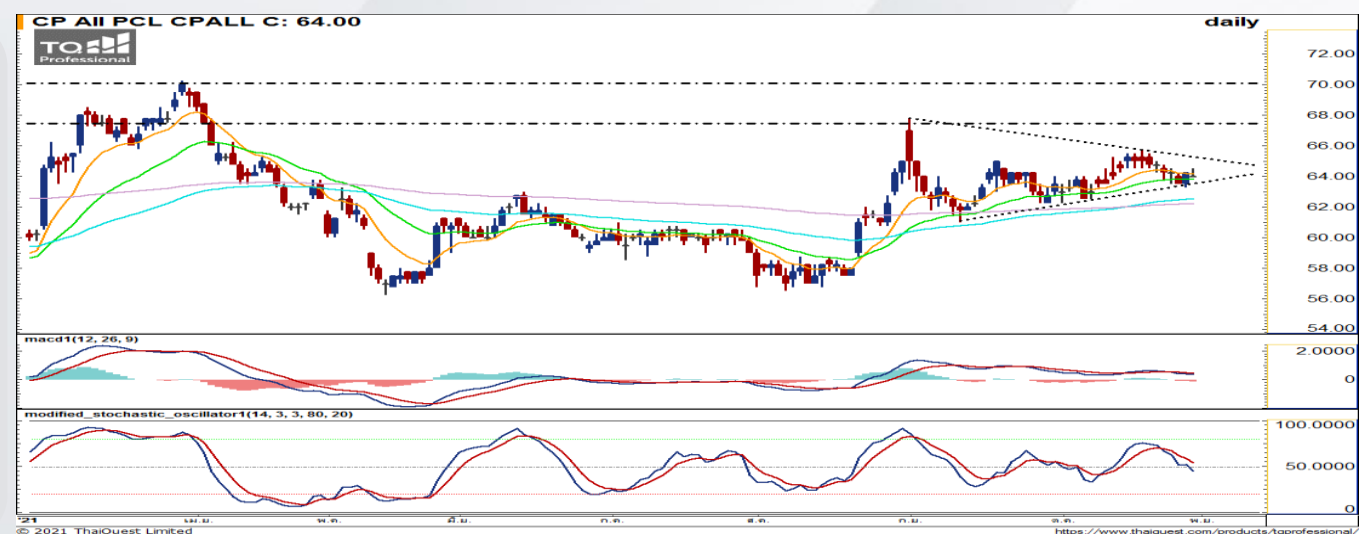 CP All PCL CPALL C: 64.00 daily
TQ
Professional
72.00
70.00
68.00
66.00
64.00
62.00
60.00
58.00
56.00
54.00
macd1(12, 26, 9)
2.0000
0
modified_stochastic_oscillator1(14, 3, 3, 80, 20)
100.0000
50.0000
0
'21 เม.ย. พ.ค. มิ.ย. ก.ค. ส.ค. ก.ย. ต.ค. พ.ย.
© 2021 ThaiQuest Limited https://www.thaiquest.com/products/tqprofessional/